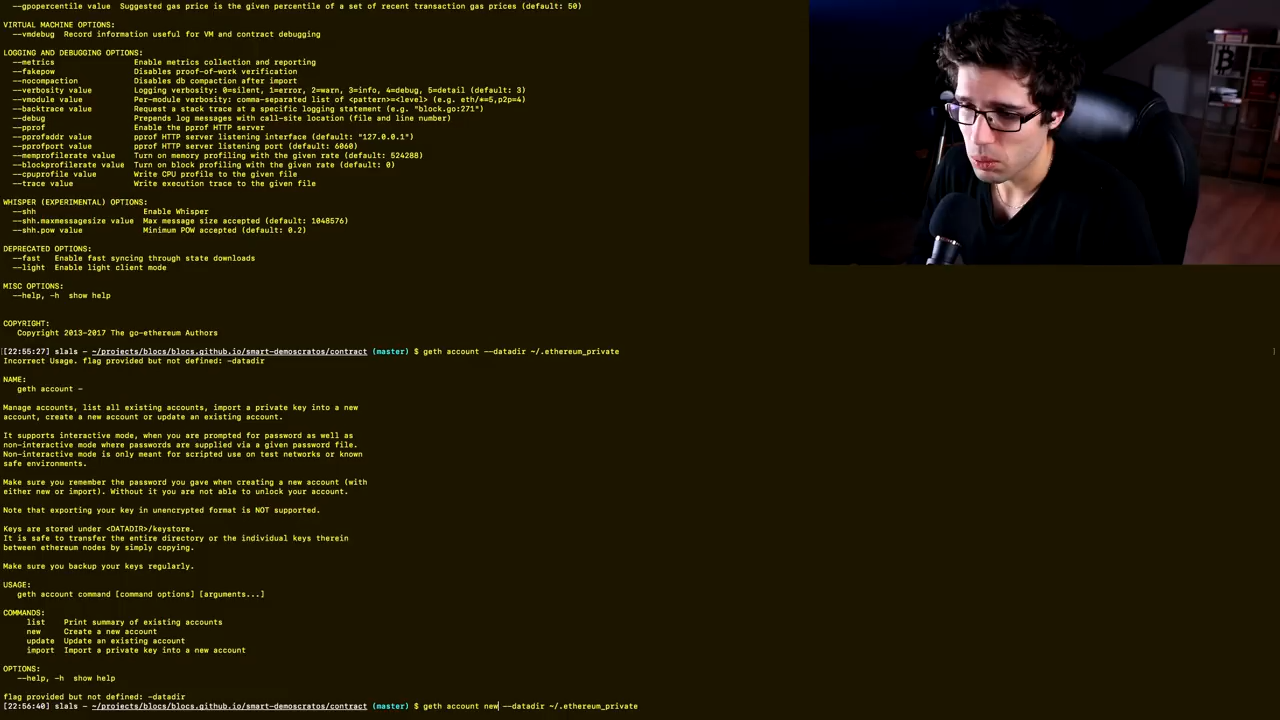 --gpopercentile value  Suggested gas price is the given percentile of a set of recent transaction gas prices (default: 50)
VIRTUAL MACHINE OPTIONS:
--vmdebug  Record information useful for VM and contract debugging
LOGGING AND DEBUGGING OPTIONS:
--metrics                 Enable metrics collection and reporting
--fakepow                 Disables proof-of-work verification
--nocompaction            Disables db compaction after import
--verbosity value         Logging verbosity: 0=silent, 1=error, 2=warn, 3=info, 4=debug, 5=detail (default: 3)
--vmodule value           Per-module verbosity: comma-separated list of <pattern>=<level> (e.g. eth/*=5,p2p=4)
--backtrace value         Request a stack trace at a specific logging statement (e.g. "block.go:271")
--debug                   Prepends log messages with call-site location (file and line number)
--pprof                   Enable the pprof HTTP server
--pprofaddr value         pprof HTTP server listening interface (default: "127.0.0.1")
--pprofport value         pprof HTTP server listening port (default: 6060)
--memprofilerate value    Turn on memory profiling with the given rate (default: 524288)
--blockprofilerate value  Turn on block profiling with the given rate (default: 0)
--cpuprofile value        Write CPU profile to the given file
--trace value             Write execution trace to the given file
WHISPER (EXPERIMENTAL) OPTIONS:
--shh                       Enable Whisper
--shh.maxmessagesize value  Max message size accepted (default: 1048576)
--shh.pow value             Minimum POW accepted (default: 0.2)
DEPRECATED OPTIONS:
--fast   Enable fast syncing through state downloads
--light  Enable light client mode
MISC OPTIONS:
--help, -h  show help
COPYRIGHT:
Copyright 2013-2017 The go-ethereum Authors
[22:55:27] slals - ~/projects/blocs/blocs.github.io/smart-demoscratos/contract (master) $ geth account --datadir ~/.ethereum_private
Incorrect Usage. flag provided but not defined: -datadir
NAME:
geth account -
Manage accounts, list all existing accounts, import a private key into a new
account, create a new account or update an existing account.
It supports interactive mode, when you are prompted for password as well as
non-interactive mode where passwords are supplied via a given password file.
Non-interactive mode is only meant for scripted use on test networks or known
safe environments.
Make sure you remember the password you gave when creating a new account (with
either new or import). Without it you are not able to unlock your account.
Note that exporting your key in unencrypted format is NOT supported.
Keys are stored under <DATADIR>/keystore.
It is safe to transfer the entire directory or the individual keys therein
between ethereum nodes by simply copying.
Make sure you backup your keys regularly.
USAGE:
geth account command [command options] [arguments...]
COMMANDS:
list    Print summary of existing accounts
new     Create a new account
update  Update an existing account
import  Import a private key into a new account
OPTIONS:
--help, -h  show help
flag provided but not defined: -datadir
[22:56:40] slals - ~/projects/blocs/blocs.github.io/smart-demoscratos/contract (master) $ geth account new --datadir ~/.ethereum_private